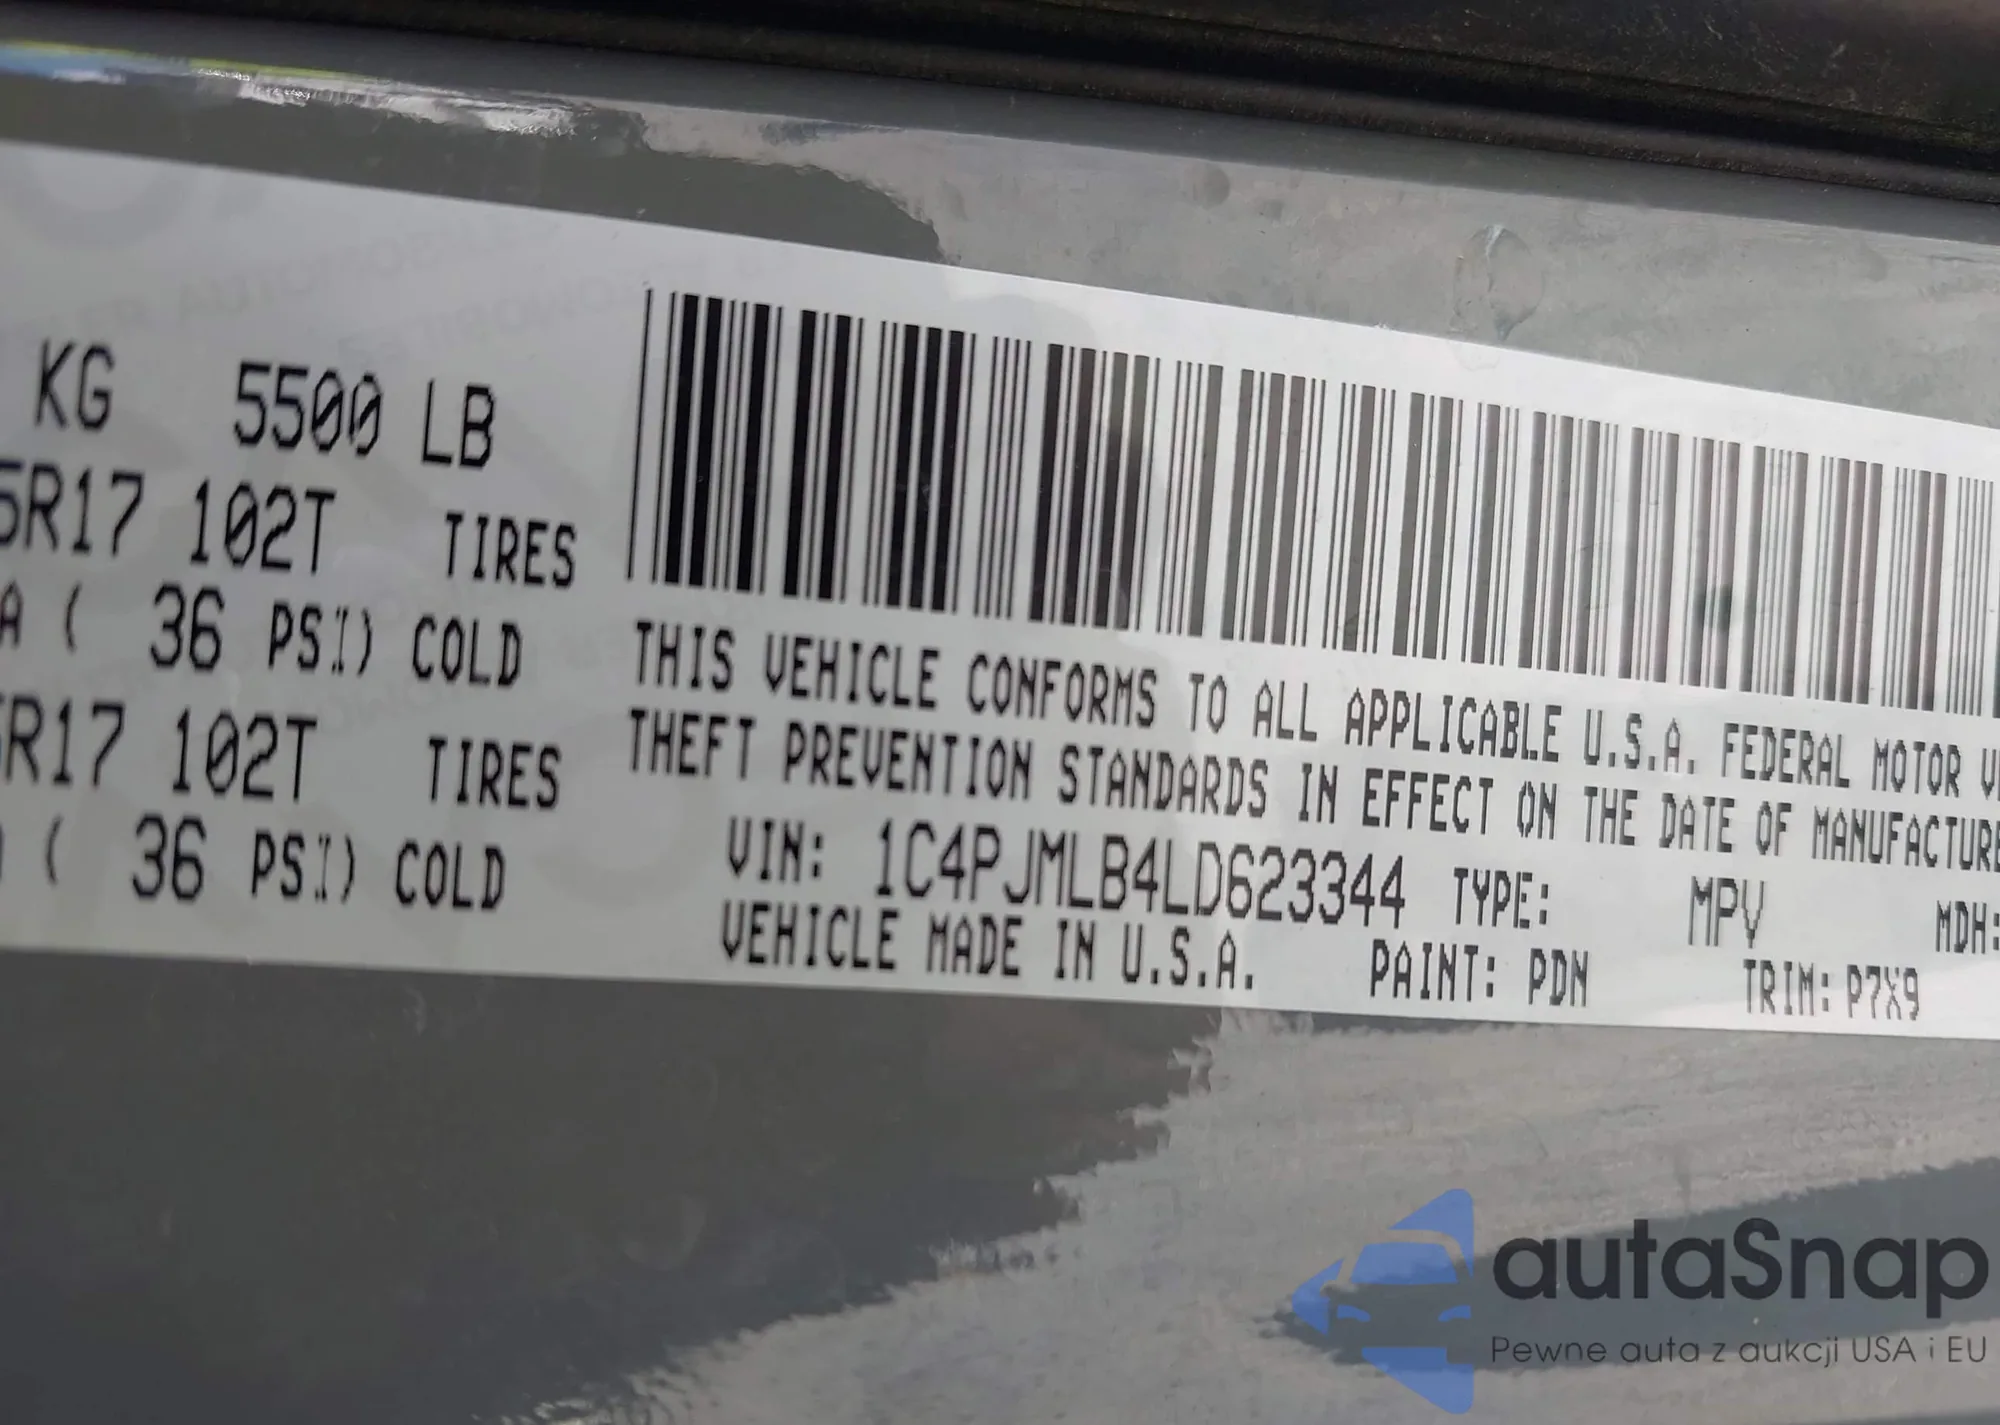 KG 5500 LB
5R17 102T TIRES
A ( 36 PSI) COLD
R17 102T TIRES
( 36 PSI) COLD
THIS VEHICLE CONFORMS TO ALL APPLICABLE U.S.A. FEDERAL MOTOR VE
THEFT PREVENTION STANDARDS IN EFFECT ON THE DATE OF MANUFACTURE
VIN: 1C4PJMLB4LD623344 TYPE: MPV MDH:
VEHICLE MADE IN U.S.A. PAINT: PDN TRIM: P7X9
autaSnap
Pewne auta z aukcji USA i EU